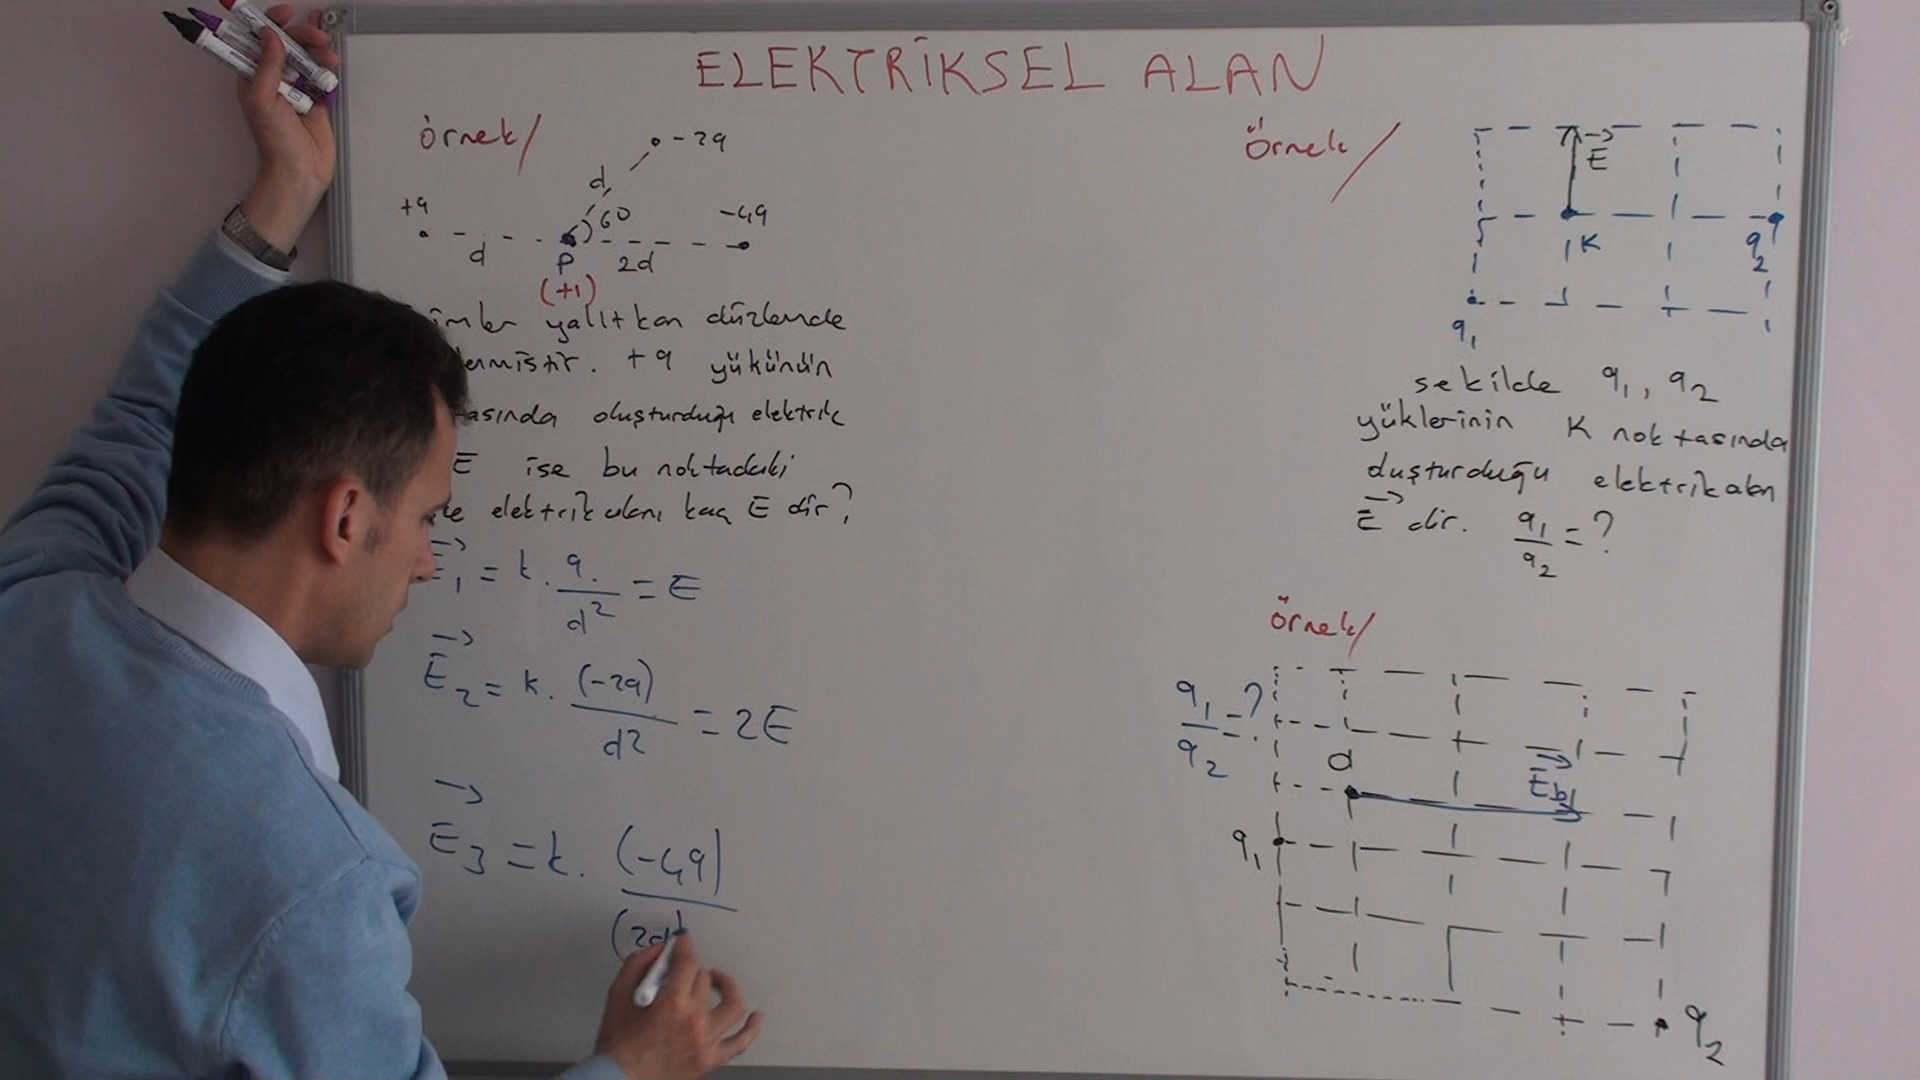 ELEKTRİKSEL ALAN
örnek/
-2q
d
60
+q
-4q
d
P
2d
(+1)
yalıtkan düzlemde
+q yükünün
oluşturduğu elektrik
E ise bu noktadaki
elektrik alanı kaç E dir?
E₁ = k . q / d² = E
E₂ = k . (-2q) / d² = 2E
E₃ = k . (-4q) / (2d)
Örnek/
E
K
q₂
q₁
şekilde q₁, q₂
yüklerinin K noktasında
oluşturduğu elektrik alan
E dir. q₁ / q₂ = ?
örnek/
q₁ / q₂ = ?
d
E
q₁
q₂